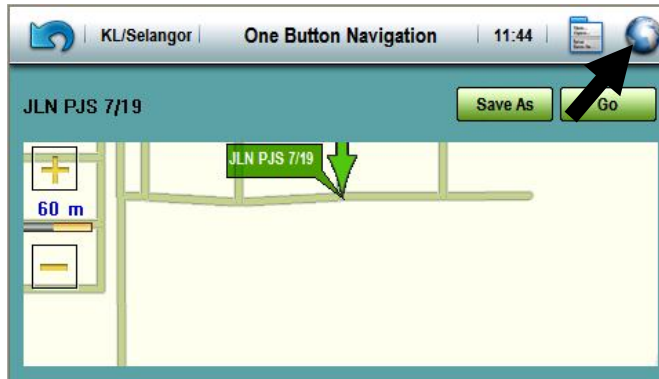 KL/Selangor One Button Navigation 11:44
JLN PJS 7/19 Save As Go
JLN PJS 7/19
60 m